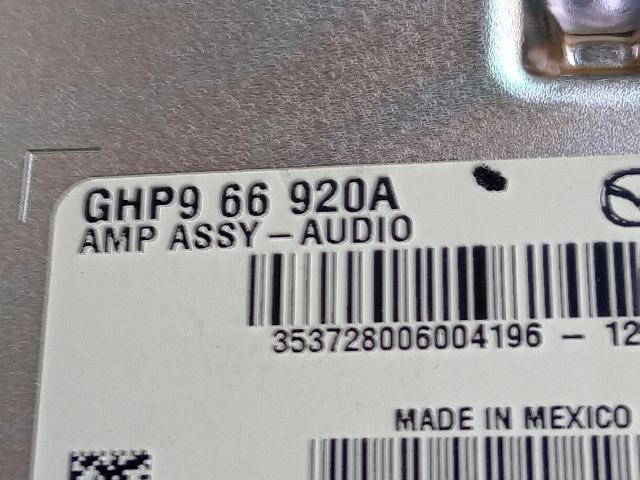 GHP9 66 920A
AMP ASSY-AUDIO
353728006004196 - 12
MADE IN MEXICO